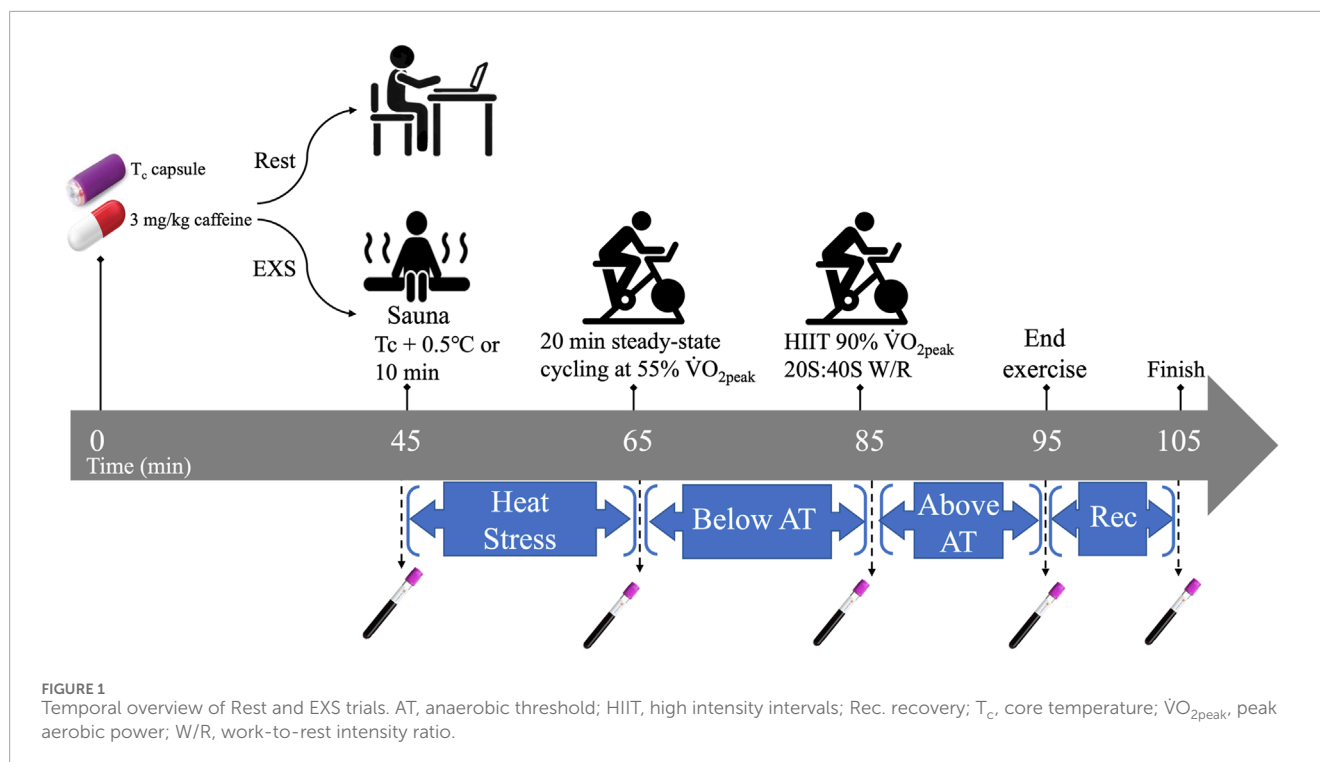 T_c capsule
3 mg/kg caffeine
Rest
EXS
Sauna
Tc + 0.5°C or
10 min
20 min steady-state
cycling at 55% V̇O2peak
HIIT 90% V̇O2peak
20S:40S W/R
End
exercise
Finish
0
45
65
85
95
105
Time (min)
Heat
Stress
Below AT
Above
AT
Rec
FIGURE 1
Temporal overview of Rest and EXS trials. AT, anaerobic threshold; HIIT, high intensity intervals; Rec. recovery; T_c, core temperature; V̇O2peak, peak
aerobic power; W/R, work-to-rest intensity ratio.